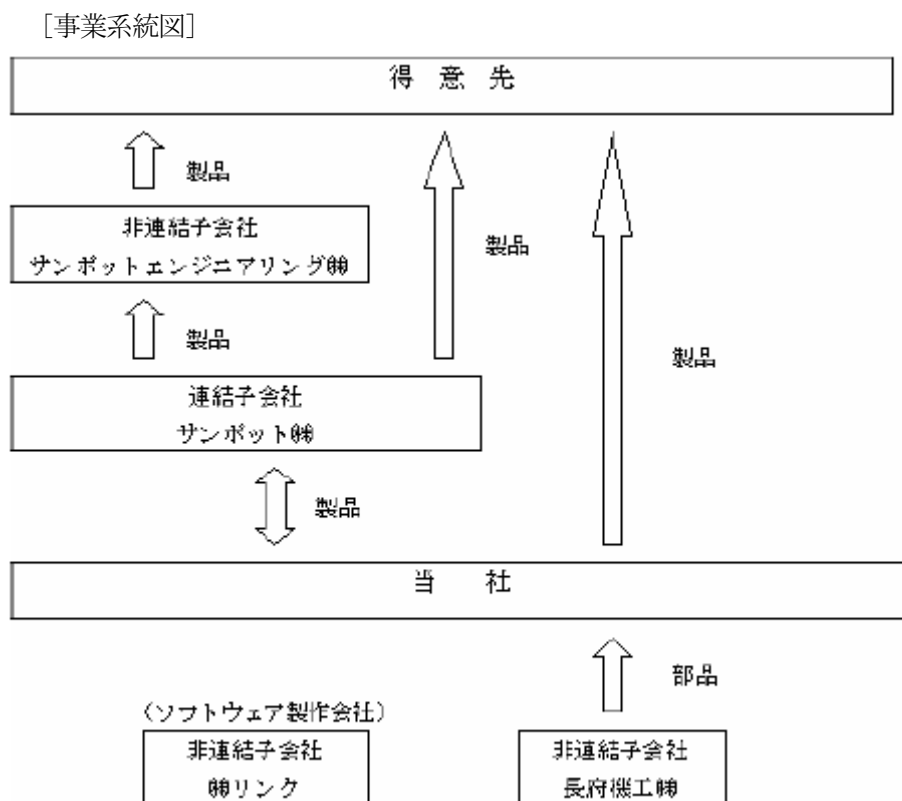 ［事業系統図］
得 意 先
製品
非連結子会社
サンポットエンジニアリング㈱
製品
製品
連結子会社
サンポット㈱
製品
製品
当 社
部品
（ソフトウェア製作会社）
非連結子会社
㈱リンク
非連結子会社
長府機工㈱